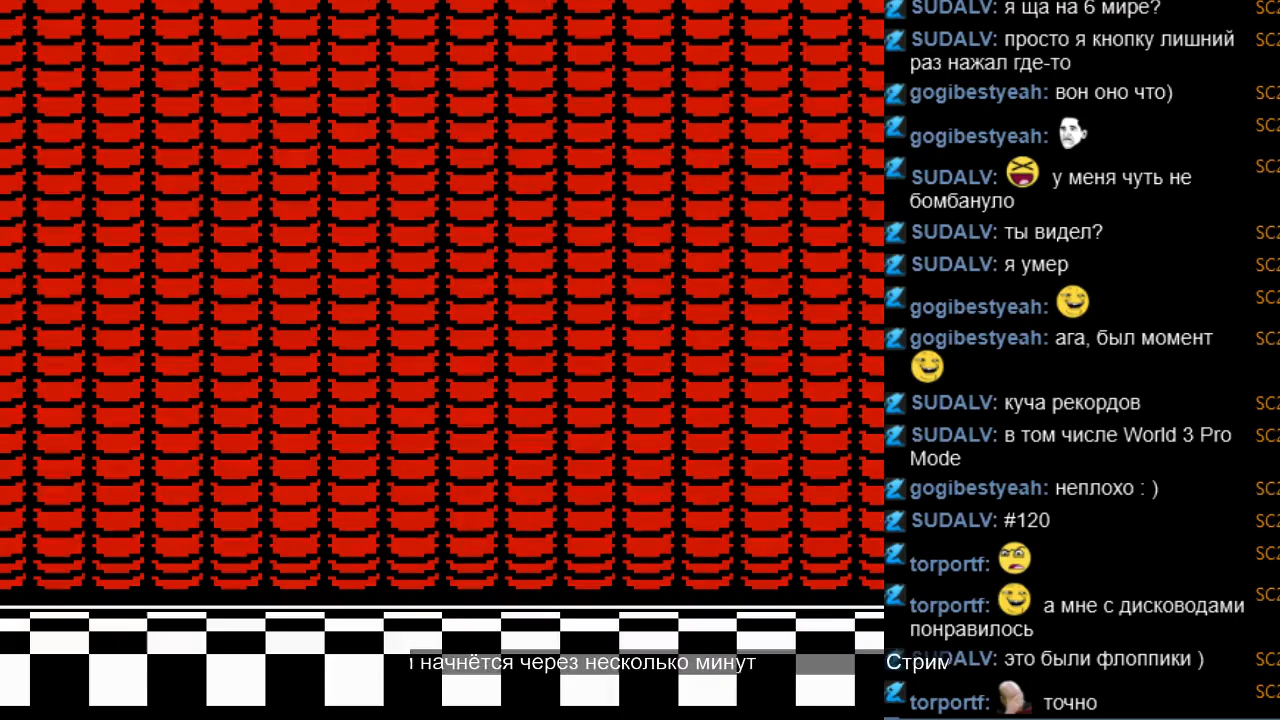 SUDALV: я ща на 6 мире?
SUDALV: просто я кнопку лишний
раз нажал где-то
gogibestyeah: вон оно что)
gogibestyeah:
SUDALV: у меня чуть не
бомбануло
SUDALV: ты видел?
SUDALV: я умер
gogibestyeah:
gogibestyeah: ага, был момент
SUDALV: куча рекордов
SUDALV: в том числе World 3 Pro
Mode
gogibestyeah: неплохо : )
SUDALV: #120
torportf:
torportf: а мне с дисководами
понравилось
SUDALV: это были флоппики )
torportf: точно
начнётся через несколько минут
Стрим